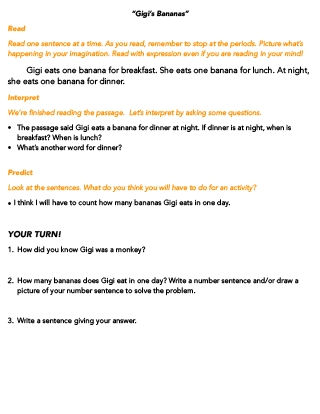 "Gigi's Bananas"
Read
Read one sentence at a time. As you read, remember to stop at the periods. Picture what's
happening in your imagination. Read with expression even if you are reading in your mind!
Gigi eats one banana for breakfast. She eats one banana for lunch. At night,
she eats one banana for dinner.
Interpret
We're finished reading the passage. Let's interpret by asking some questions.
• The passage said Gigi eats a banana for dinner at night. If dinner is at night, when is
breakfast? When is lunch?
• What's another word for dinner?
Predict
Look at the sentences. What do you think you will have to do for an activity?
• I think I will have to count how many bananas Gigi eats in one day.
YOUR TURN!
1. How did you know Gigi was a monkey?
2. How many bananas does Gigi eat in one day? Write a number sentence and/or draw a
picture of your number sentence to solve the problem.
3. Write a sentence giving your answer.